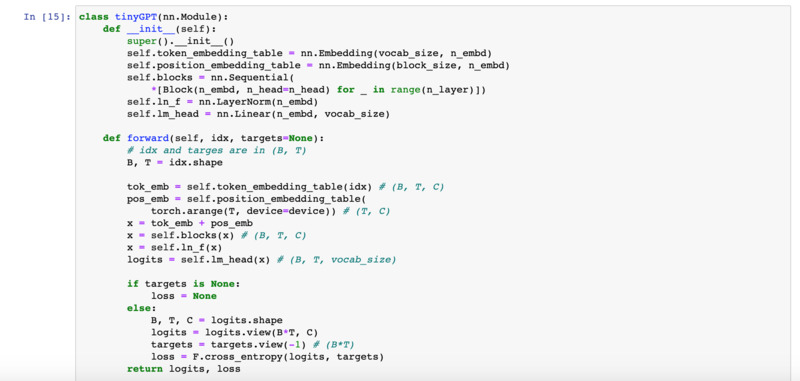 In [15]: class tinyGPT(nn.Module):
    def __init__(self):
        super().__init__()
        self.token_embedding_table = nn.Embedding(vocab_size, n_embd)
        self.position_embedding_table = nn.Embedding(block_size, n_embd)
        self.blocks = nn.Sequential(
            *[Block(n_embd, n_head=n_head) for _ in range(n_layer)])
        self.ln_f = nn.LayerNorm(n_embd)
        self.lm_head = nn.Linear(n_embd, vocab_size)

    def forward(self, idx, targets=None):
        # idx and targes are in (B, T)
        B, T = idx.shape

        tok_emb = self.token_embedding_table(idx) # (B, T, C)
        pos_emb = self.position_embedding_table(
            torch.arange(T, device=device)) # (T, C)
        x = tok_emb + pos_emb
        x = self.blocks(x) # (B, T, C)
        x = self.ln_f(x)
        logits = self.lm_head(x) # (B, T, vocab_size)

        if targets is None:
            loss = None
        else:
            B, T, C = logits.shape
            logits = logits.view(B*T, C)
            targets = targets.view(-1) # (B*T)
            loss = F.cross_entropy(logits, targets)
        return logits, loss